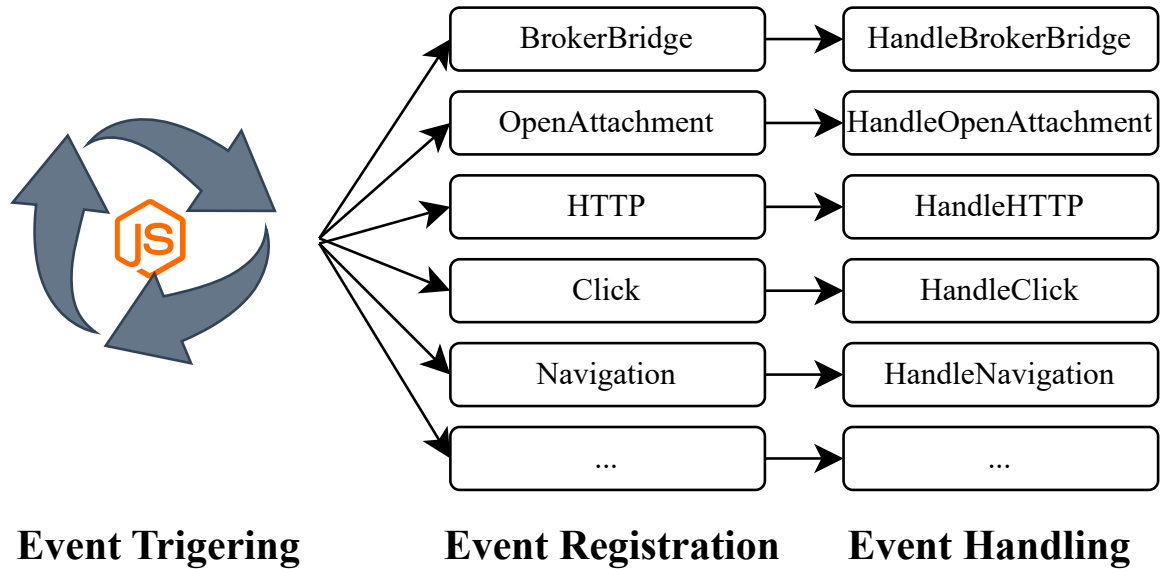 BrokerBridge
HandleBrokerBridge
OpenAttachment
HandleOpenAttachment
JS
HTTP
HandleHTTP
Click
HandleClick
Navigation
HandleNavigation
...
...
Event Trigering
Event Registration
Event Handling